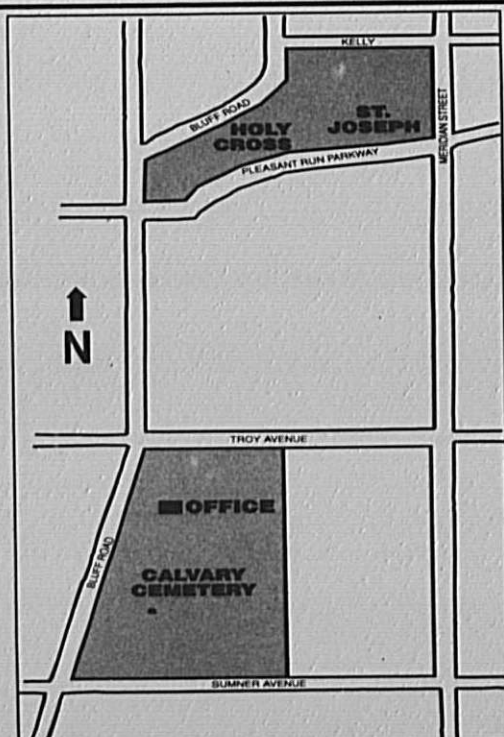 KELLY
BLUFF ROAD
HOLY
CROSS
ST.
JOSEPH
MERIDIAN STREET
PLEASANT RUN PARKWAY
N
TROY AVENUE
OFFICE
BLUFF ROAD
CALVARY
CEMETERY
SUMNER AVENUE